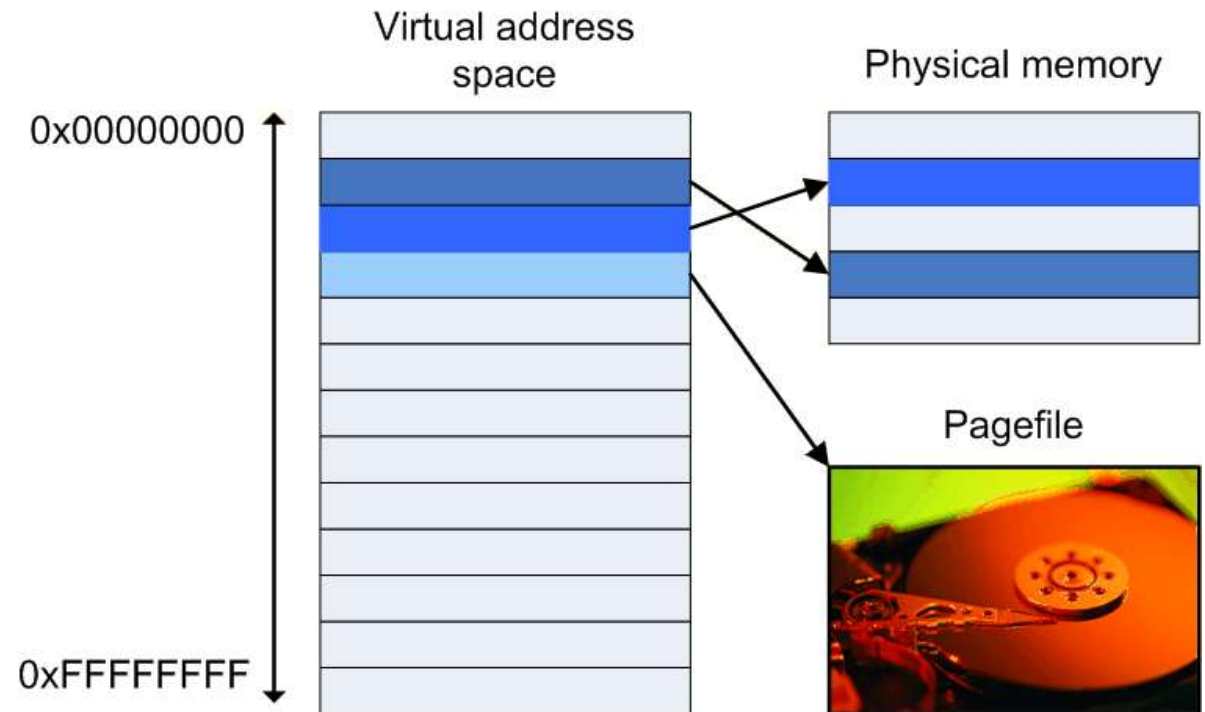 Virtual address
space
Physical memory
0x00000000
Pagefile
0xFFFFFFFF